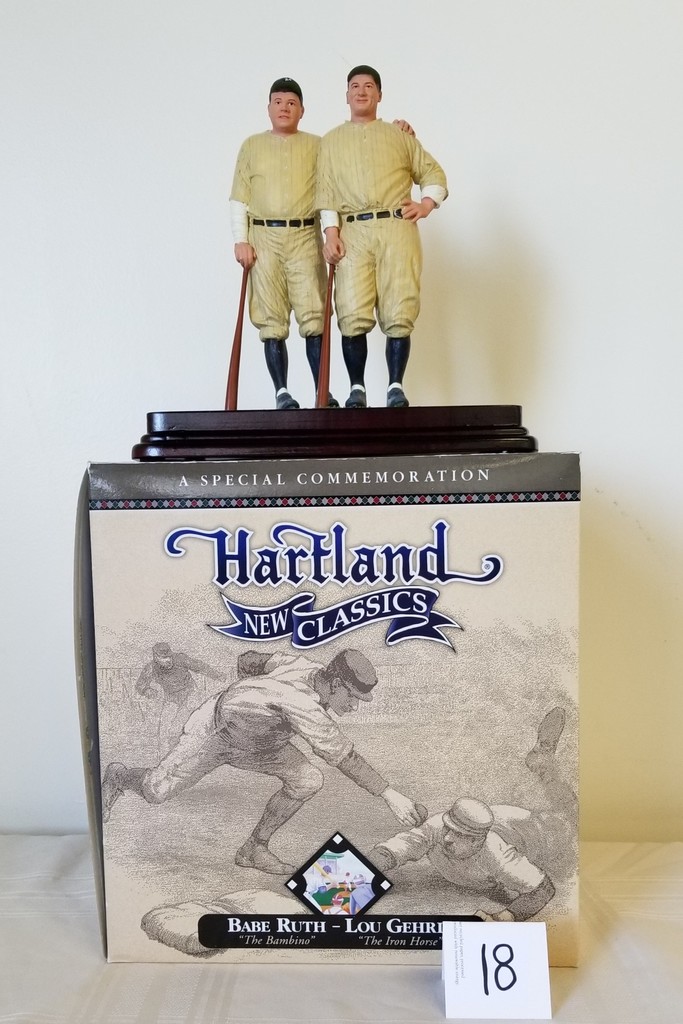 A SPECIAL COMMEMORATION
Hartland
NEW CLASSICS
BABE RUTH - LOU GEHRI
"The Bambino" "The Iron Horse"
18